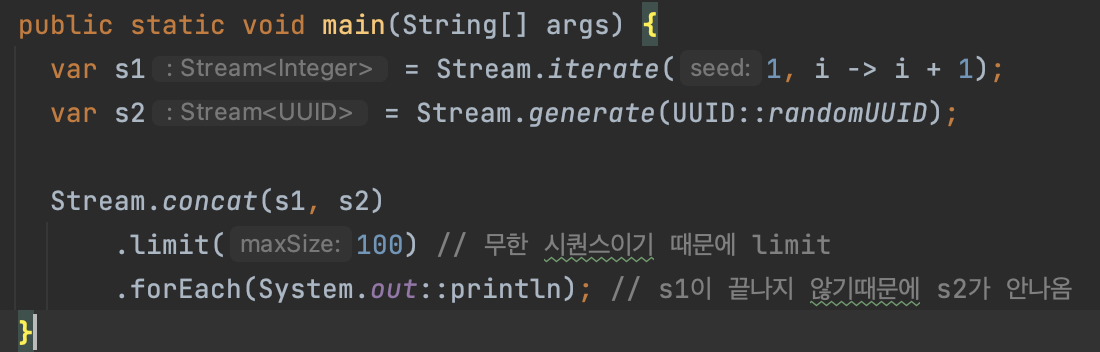 public static void main(String[] args) {
var s1 : Stream<Integer> = Stream.iterate( seed: 1, i -> i + 1);
var s2 : Stream<UUID> = Stream.generate(UUID::randomUUID);
Stream.concat(s1, s2)
.limit( maxSize: 100) // 무한 시퀀스이기 때문에 limit
.forEach(System.out::println); // s1이 끝나지 않기때문에 s2가 안나옴
}